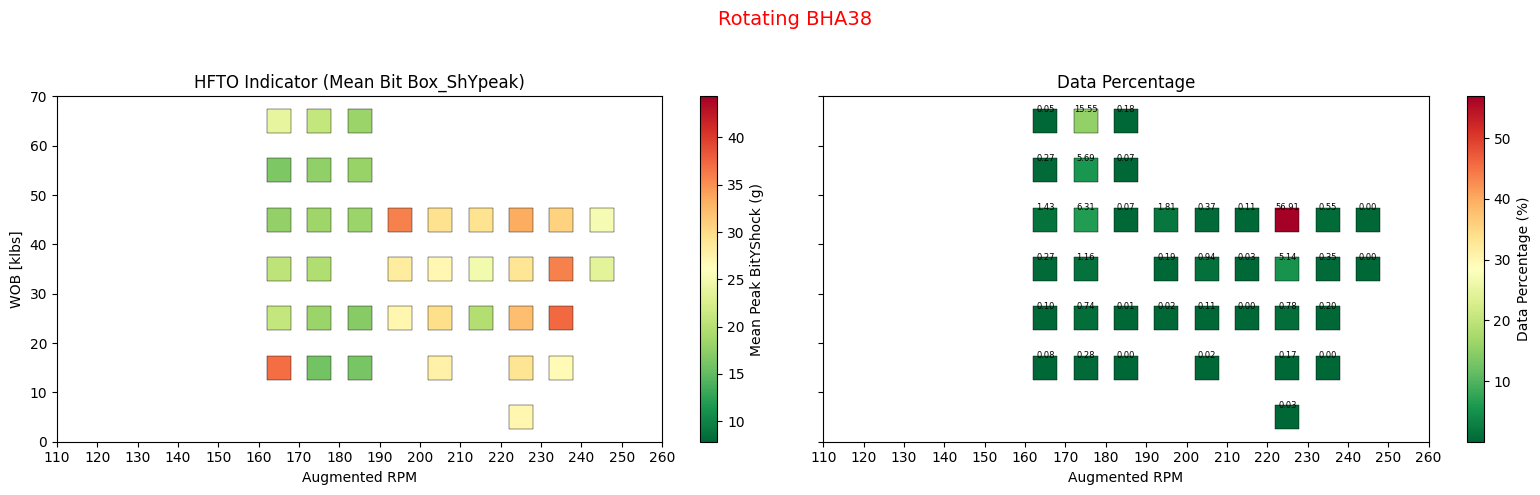 Rotating BHA38
HFTO Indicator (Mean Bit Box_ShYpeak)
70
60
50
40
30
20
10
0
WOB [klbs]
110 120 130 140 150 160 170 180 190 200 210 220 230 240 250 260
Augmented RPM
40
35
30
25
20
15
10
Mean Peak BitYShock (g)
Data Percentage
0.05 15.55 0.18
0.27 5.69 0.07
1.43 6.31 0.07 1.81 0.37 0.11 56.91 0.55 0.00
0.27 1.16 0.19 0.94 0.03 5.14 0.35 0.00
0.10 0.74 0.01 0.02 0.11 0.00 0.78 0.20
0.08 0.28 0.00 0.02 0.17 0.00
0.03
110 120 130 140 150 160 170 180 190 200 210 220 230 240 250 260
Augmented RPM
50
40
30
20
10
Data Percentage (%)